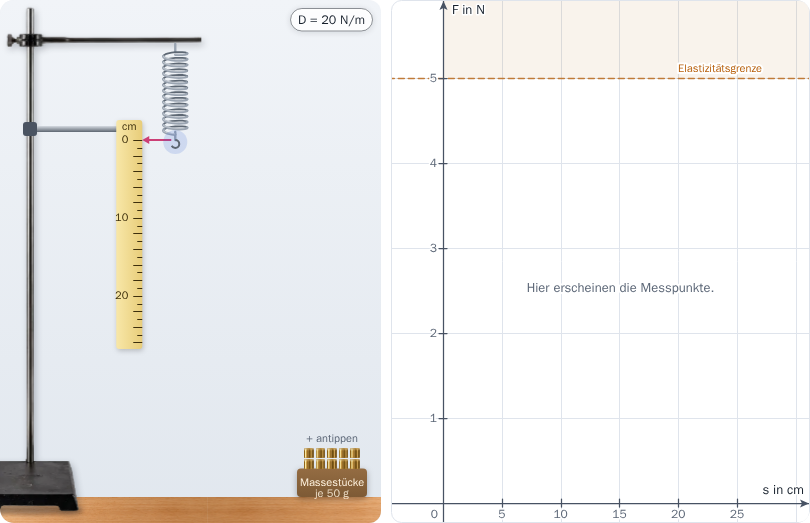 D = 20 N/m
cm
0
10
20
+ antippen
Massestücke
je 50 g
F in N
Elastizitätsgrenze
5
4
3
Hier erscheinen die Messpunkte.
2
1
s in cm
0
5
10
15
20
25